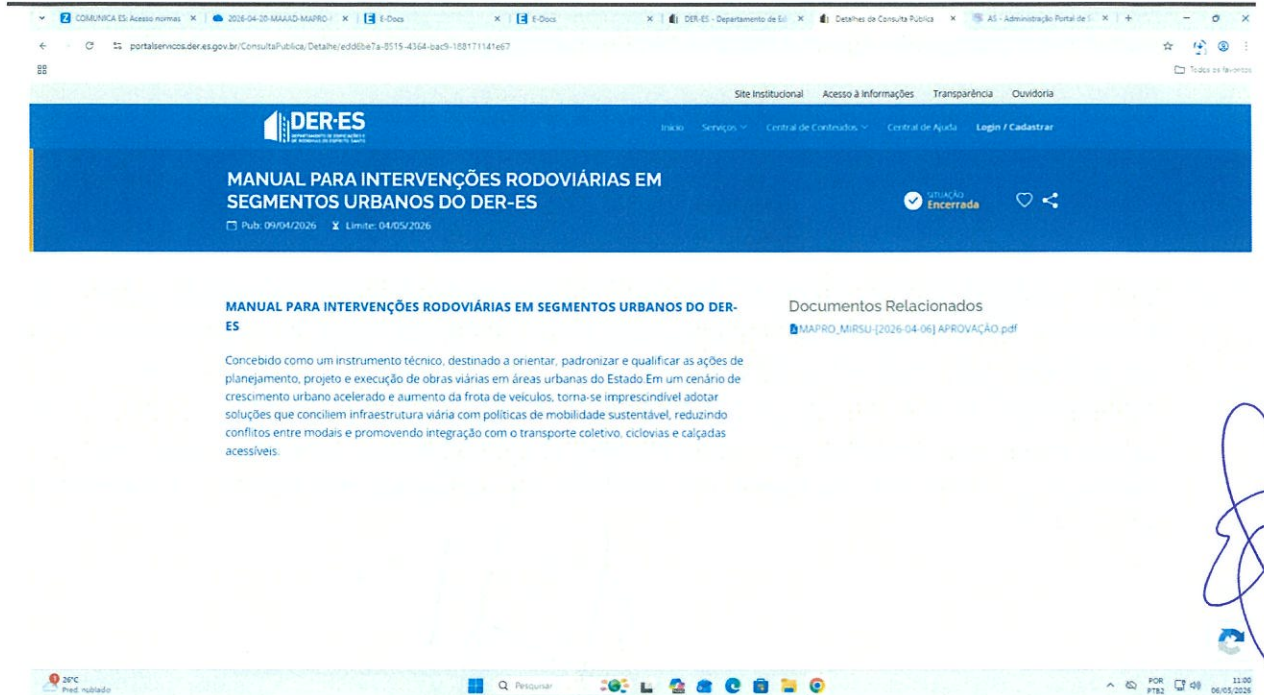 COMUNICA ES: Acesso normas
2026-04-20-MAAAD-MAPRO-
E-Docs
E-Docs
DER-ES - Departamento de Edi
Detalhes da Consulta Pública
AS - Administração Portal de S
portalservicos.der.es.gov.br/ConsultaPublica/Detalhe/edd6be7a-8515-4364-bac9-188171141e67
Todos os favoritos
Site Institucional Acesso à Informações Transparência Ouvidoria
DER-ES
Início Serviços Central de Conteúdos Central de Ajuda Login / Cadastrar
MANUAL PARA INTERVENÇÕES RODOVIÁRIAS EM
SEGMENTOS URBANOS DO DER-ES
Pub: 09/04/2026 Limite: 04/05/2026
SITUAÇÃO
Encerrada
MANUAL PARA INTERVENÇÕES RODOVIÁRIAS EM SEGMENTOS URBANOS DO DER-
ES
Concebido como um instrumento técnico, destinado a orientar, padronizar e qualificar as ações de
planejamento, projeto e execução de obras viárias em áreas urbanas do Estado.Em um cenário de
crescimento urbano acelerado e aumento da frota de veículos, torna-se imprescindível adotar
soluções que conciliem infraestrutura viária com políticas de mobilidade sustentável, reduzindo
conflitos entre modais e promovendo integração com o transporte coletivo, ciclovias e calçadas
acessíveis.
Documentos Relacionados
MAPRO_MIRSU-[2026-04-06] APROVAÇÃO.pdf
26°C
Pred. nublado
Pesquisar
POR
PTB2
11:00
06/05/2026